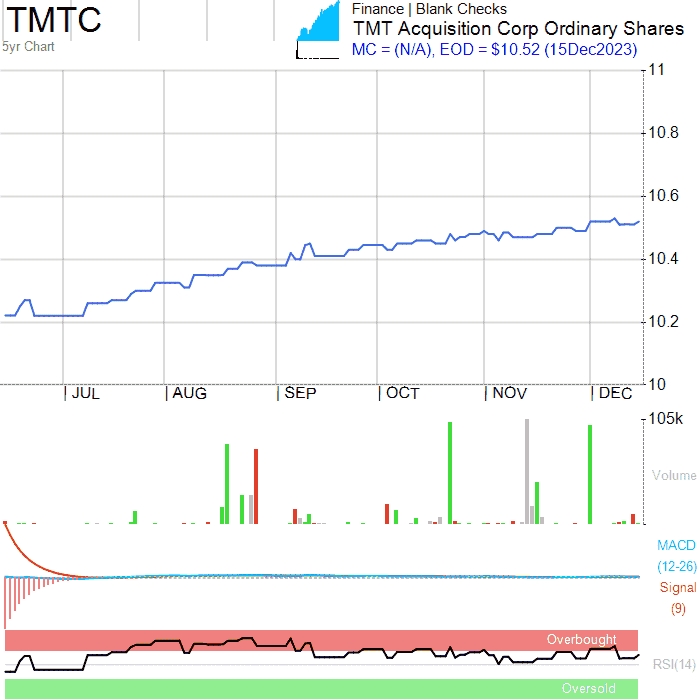 TMTC
5yr Chart
Finance | Blank Checks
TMT Acquisition Corp Ordinary Shares
MC = (N/A), EOD = $10.52 (15Dec2023)
11
10.8
10.6
10.4
10.2
10
| JUL | AUG | SEP | OCT | NOV | DEC
105k
Volume
MACD
(12-26)
Signal
(9)
Overbought
RSI(14)
Oversold